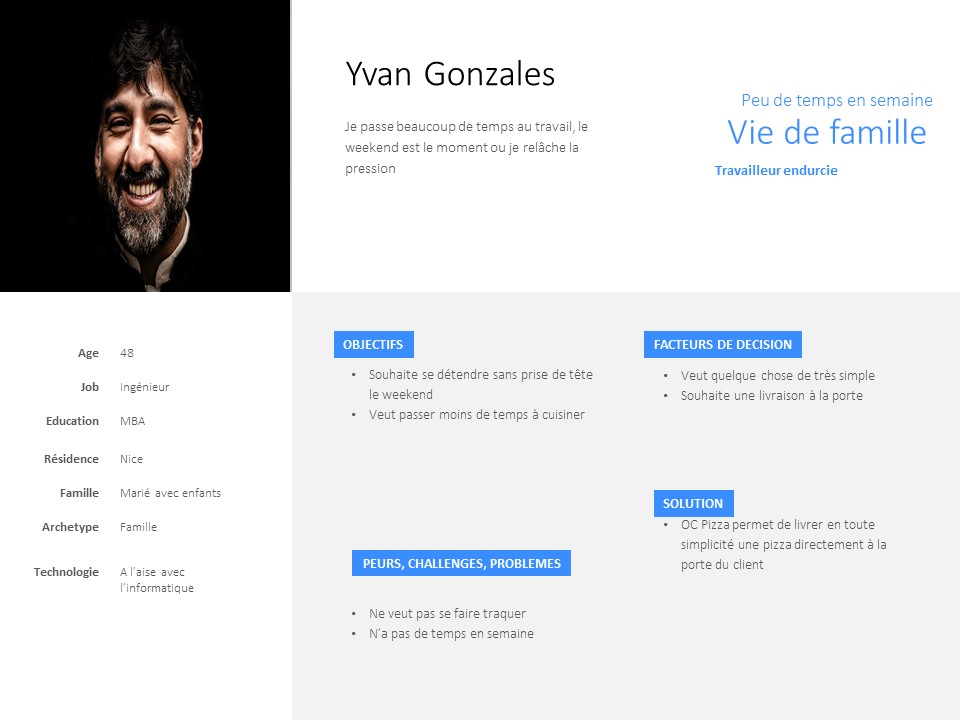 Yvan Gonzales
Je passe beaucoup de temps au travail, le
weekend est le moment ou je relâche la
pression
Peu de temps en semaine
Vie de famille
Travailleur endurcie
Age 48
Job Ingénieur
Education MBA
Résidence Nice
Famille Marié avec enfants
Archetype Famille
Technologie A l’aise avec
l’informatique
OBJECTIFS
• Souhaite se détendre sans prise de tête
le weekend
• Veut passer moins de temps à cuisiner
FACTEURS DE DECISION
• Veut quelque chose de très simple
• Souhaite une livraison à la porte
PEURS, CHALLENGES, PROBLEMES
• Ne veut pas se faire traquer
• N’a pas de temps en semaine
SOLUTION
• OC Pizza permet de livrer en toute
simplicité une pizza directement à la
porte du client